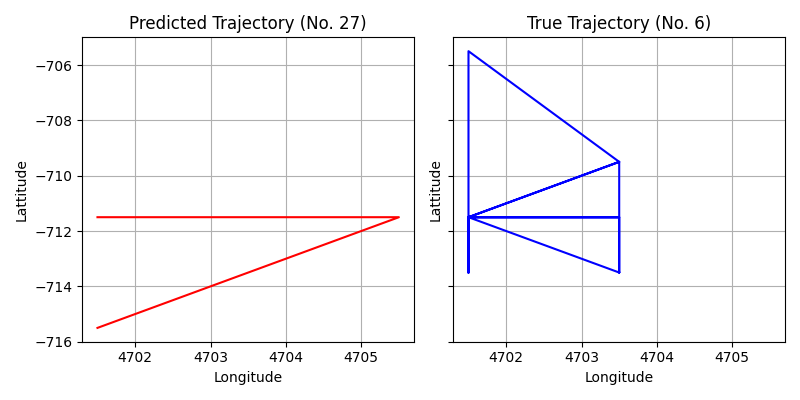 Predicted Trajectory (No. 27)
True Trajectory (No. 6)
Lattitude
−706
−708
−710
−712
−714
−716
4702
4703
4704
4705
Longitude
Lattitude
4702
4703
4704
4705
Longitude